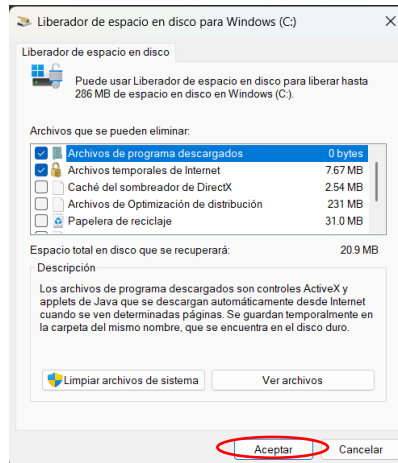 Liberador de espacio en disco para Windows (C:)
Liberador de espacio en disco
Puede usar Liberador de espacio en disco para liberar hasta
286 MB de espacio en disco en Windows (C:).
Archivos que se pueden eliminar:
Archivos de programa descargados 0 bytes
Archivos temporales de Internet 7.67 MB
Caché del sombreador de DirectX 2.54 MB
Archivos de Optimización de distribución 231 MB
Papelera de reciclaje 31.0 MB
Espacio total en disco que se recuperará: 20.9 MB
Descripción
Los archivos de programa descargados son controles ActiveX y
applets de Java que se descargan automáticamente desde Internet
cuando se ven determinadas páginas. Se guardan temporalmente en
la carpeta del mismo nombre, que se encuentra en el disco duro.
Limpiar archivos de sistema Ver archivos
Aceptar Cancelar